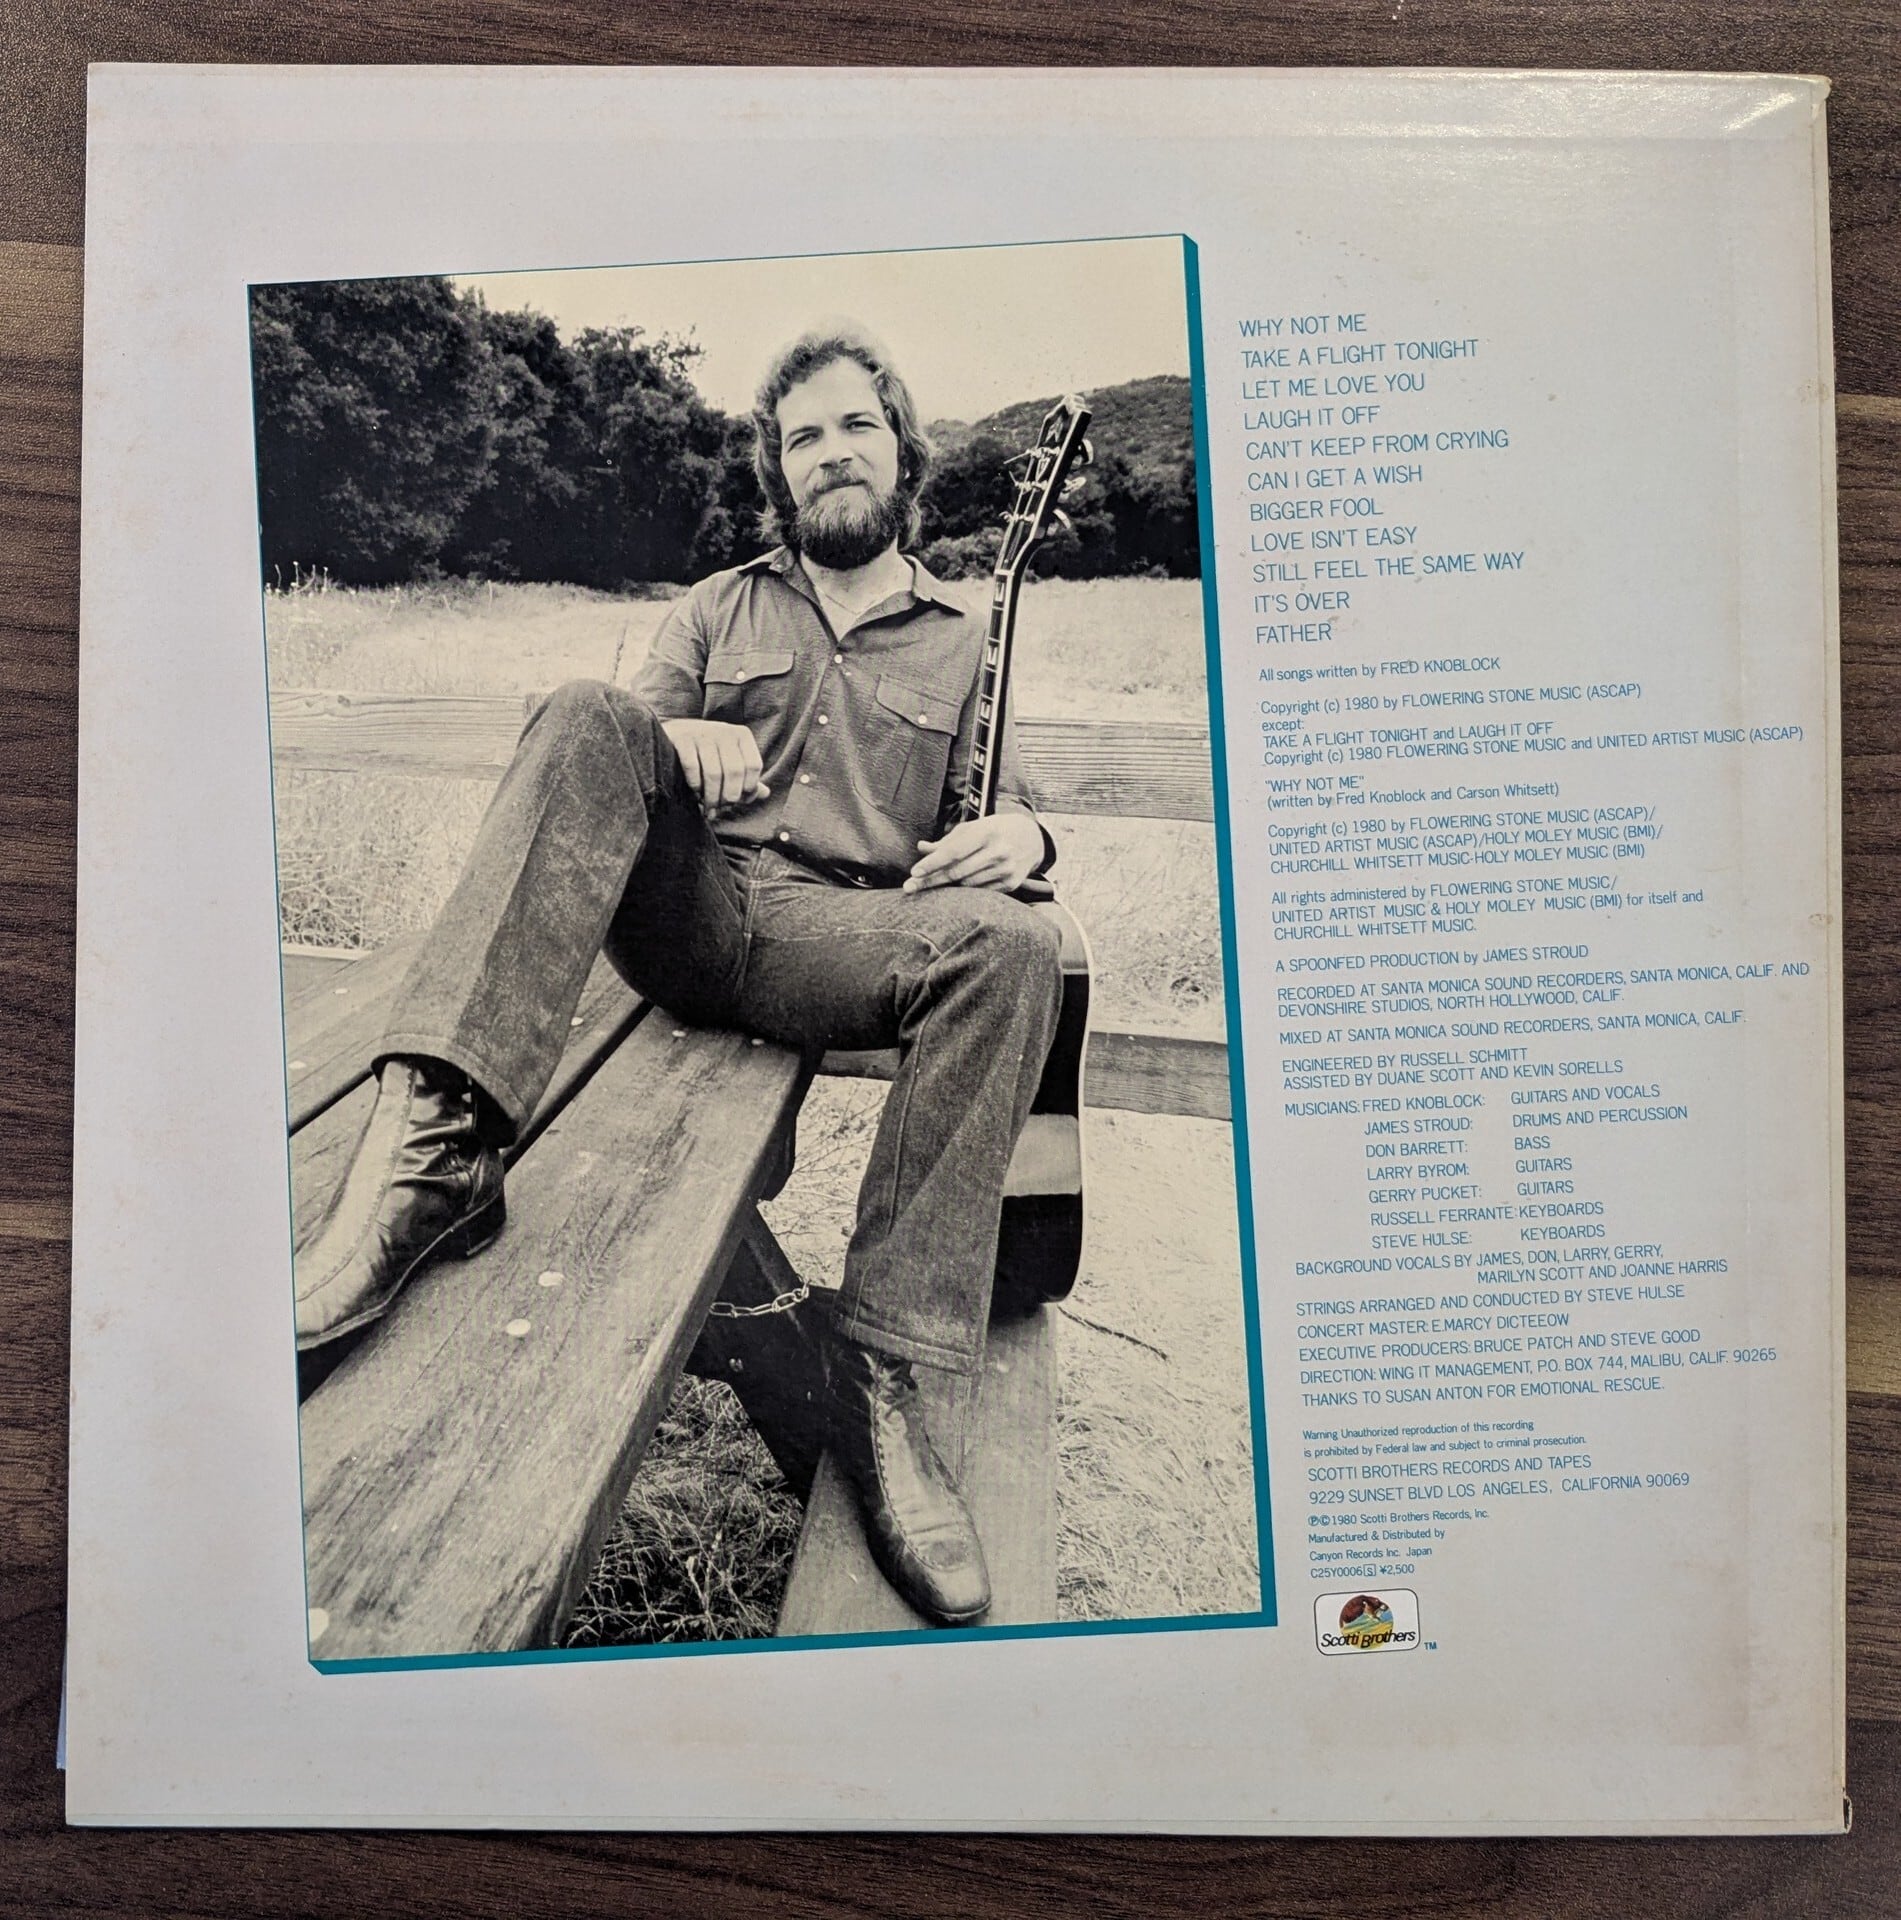 WHY NOT ME
TAKE A FLIGHT TONIGHT
LET ME LOVE YOU
LAUGH IT OFF
CAN'T KEEP FROM CRYING
CAN I GET A WISH
BIGGER FOOL
LOVE ISN'T EASY
STILL FEEL THE SAME WAY
IT'S OVER
FATHER
All songs written by FRED KNOBLOCK
Copyright (c) 1980 by FLOWERING STONE MUSIC (ASCAP)
except:
TAKE A FLIGHT TONIGHT and LAUGH IT OFF
Copyright (c) 1980 FLOWERING STONE MUSIC and UNITED ARTIST MUSIC (ASCAP)
"WHY NOT ME"
(written by Fred Knoblock and Carson Whitsett)
Copyright (c) 1980 by FLOWERING STONE MUSIC (ASCAP)/
UNITED ARTIST MUSIC (ASCAP)/HOLY MOLEY MUSIC (BMI)/
CHURCHILL WHITSETT MUSIC-HOLY MOLEY MUSIC (BMI)
All rights administered by FLOWERING STONE MUSIC/
UNITED ARTIST MUSIC & HOLY MOLEY MUSIC (BMI) for itself and
CHURCHILL WHITSETT MUSIC.
A SPOONFED PRODUCTION by JAMES STROUD
RECORDED AT SANTA MONICA SOUND RECORDERS, SANTA MONICA, CALIF. AND
DEVONSHIRE STUDIOS, NORTH HOLLYWOOD, CALIF.
MIXED AT SANTA MONICA SOUND RECORDERS, SANTA MONICA, CALIF.
ENGINEERED BY RUSSELL SCHMITT
ASSISTED BY DUANE SCOTT AND KEVIN SORELLS
MUSICIANS: FRED KNOBLOCK: GUITARS AND VOCALS
JAMES STROUD: DRUMS AND PERCUSSION
DON BARRETT: BASS
LARRY BYROM: GUITARS
GERRY PUCKET: GUITARS
RUSSELL FERRANTE: KEYBOARDS
STEVE HULSE: KEYBOARDS
BACKGROUND VOCALS BY JAMES, DON, LARRY, GERRY,
MARILYN SCOTT AND JOANNE HARRIS
STRINGS ARRANGED AND CONDUCTED BY STEVE HULSE
CONCERT MASTER: E.MARCY DICTEEOW
EXECUTIVE PRODUCERS: BRUCE PATCH AND STEVE GOOD
DIRECTION: WING IT MANAGEMENT, P.O. BOX 744, MALIBU, CALIF. 90265
THANKS TO SUSAN ANTON FOR EMOTIONAL RESCUE.
Warning Unauthorized reproduction of this recording
is prohibited by Federal law and subject to criminal prosecution.
SCOTTI BROTHERS RECORDS AND TAPES
9229 SUNSET BLVD LOS ANGELES, CALIFORNIA 90069
℗©1980 Scotti Brothers Records, Inc.
Manufactured & Distributed by
Canyon Records Inc. Japan
C25Y0006[S] ¥2,500
Scotti Brothers TM